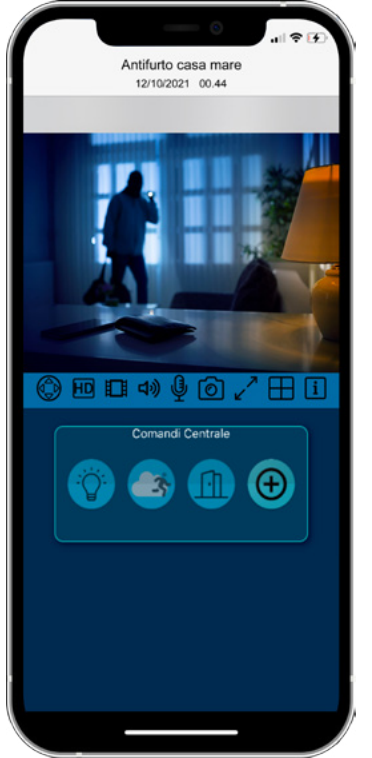 Antifurto casa mare
12/10/2021 00.44
HD
i
Comandi Centrale